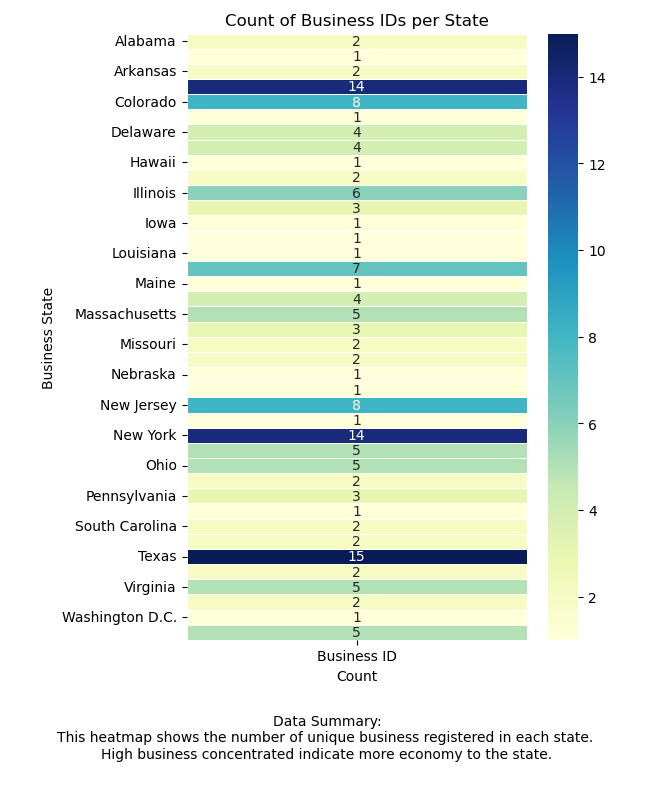 Count of Business IDs per State
Alabama 2
1
Arkansas 2
14
Colorado 8
1
Delaware 4
4
Hawaii 1
2
Illinois 6
3
Iowa 1
1
Louisiana 1
7
Maine 1
4
Massachusetts 5
3
Missouri 2
2
Nebraska 1
1
New Jersey 8
1
New York 14
5
Ohio 5
2
Pennsylvania 3
1
South Carolina 2
2
Texas 15
2
Virginia 5
2
Washington D.C. 1
5
Business State
Business ID
Count
14
12
10
8
6
4
2
Data Summary:
This heatmap shows the number of unique business registered in each state.
High business concentrated indicate more economy to the state.